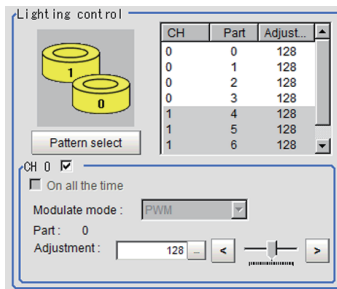 Lighting control
CH Part Adjust...
0 0 128
0 1 128
0 2 128
0 3 128
1 4 128
1 5 128
1 6 128
1
0
Pattern select
CH 0
On all the time
Modulate mode : PWM
Part : 0
Adjustment : 128 ... < >